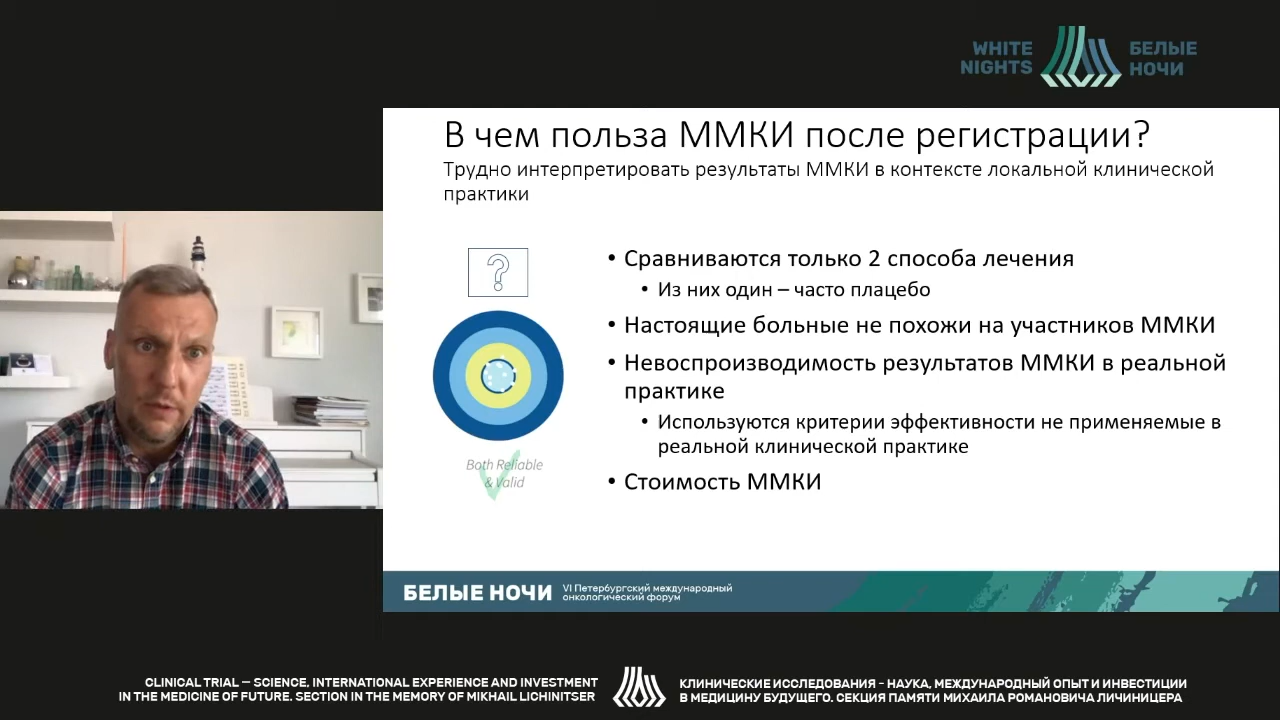 WHITE
NIGHTS
БЕЛЫЕ
НОЧИ
В чем польза ММКИ после регистрации?
Трудно интерпретировать результаты ММКИ в контексте локальной клинической
практики
?
Both Reliable
& Valid
• Сравниваются только 2 способа лечения
• Из них один – часто плацебо
• Настоящие больные не похожи на участников ММКИ
• Невоспроизводимость результатов ММКИ в реальной
практике
• Используются критерии эффективности не применяемые в
реальной клинической практике
• Стоимость ММКИ
БЕЛЫЕ НОЧИ
VI Петербургский международный
онкологический форум
CLINICAL TRIAL – SCIENCE, INTERNATIONAL EXPERIENCE AND INVESTMENT
IN THE MEDICINE OF FUTURE. SECTION IN THE MEMORY OF MIKHAIL LICHINITSER
КЛИНИЧЕСКИЕ ИССЛЕДОВАНИЯ - НАУКА, МЕЖДУНАРОДНЫЙ ОПЫТ И ИНВЕСТИЦИИ
В МЕДИЦИНУ БУДУЩЕГО. СЕКЦИЯ ПАМЯТИ МИХАИЛА РОМАНОВИЧА ЛИЧИНИЦЕРА